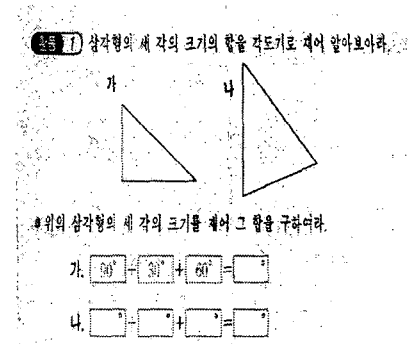 활동 1 삼각형의 세 각의 크기의 합을 각도기로 재어 알아보아라.
가
나
위의 삼각형의 세 각의 크기를 재어 그 합을 구하여라.
가. 90° + 30° + 60° = °
나. ° + ° + ° = °